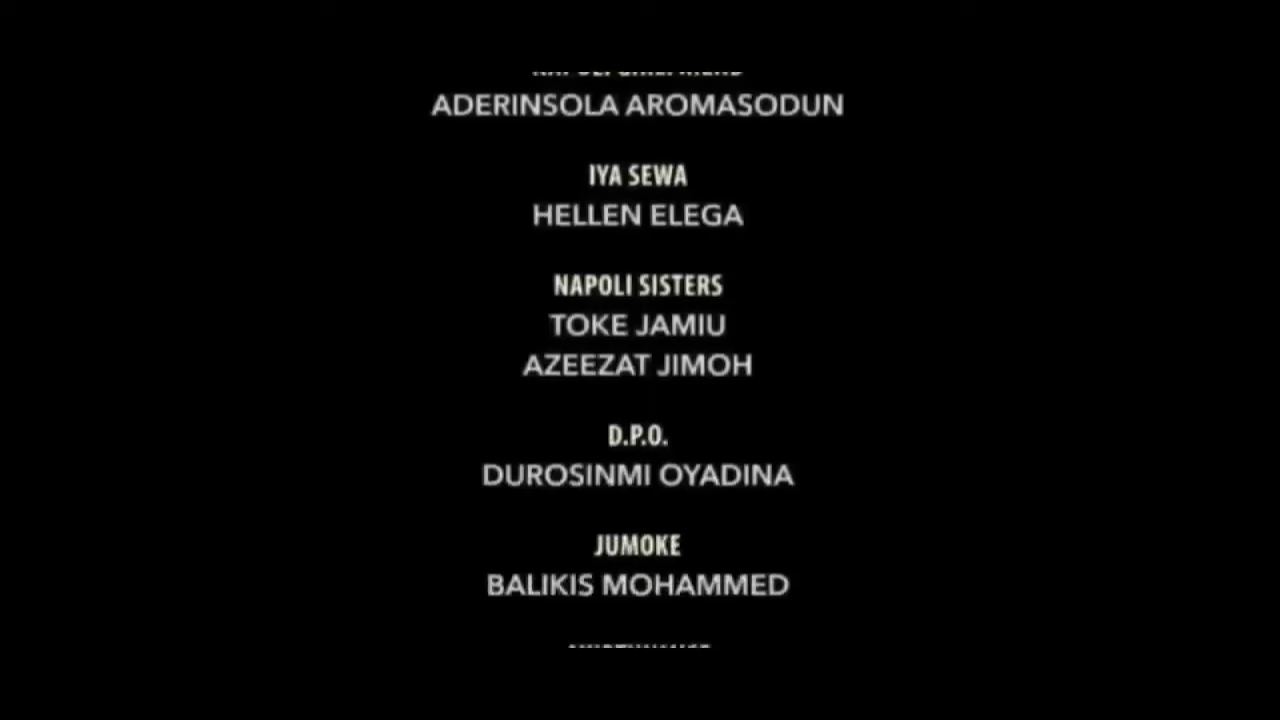 ADERINSOLA AROMASODUN
IYA SEWA
HELLEN ELEGA
NAPOLI SISTERS
TOKE JAMIU
AZEEZAT JIMOH
D.P.O.
DUROSINMI OYADINA
JUMOKE
BALIKIS MOHAMMED